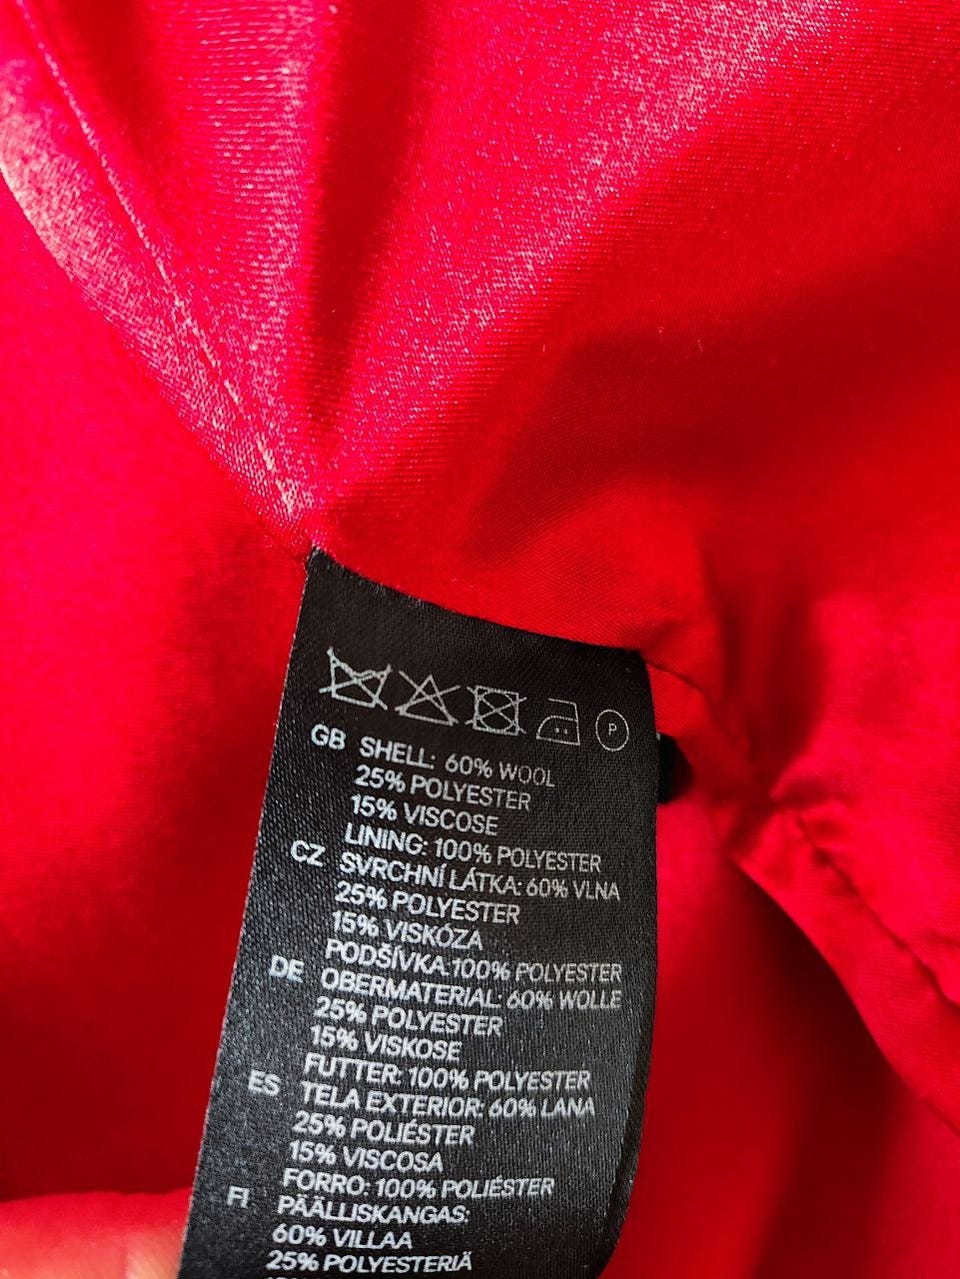 P
GB SHELL: 60% WOOL
25% POLYESTER
15% VISCOSE
LINING: 100% POLYESTER
CZ SVRCHNÍ LÁTKA: 60% VLNA
25% POLYESTER
15% VISKÓZA
PODŠÍVKA:100% POLYESTER
DE OBERMATERIAL: 60% WOLLE
25% POLYESTER
15% VISKOSE
FUTTER: 100% POLYESTER
ES TELA EXTERIOR: 60% LANA
25% POLIÉSTER
15% VISCOSA
FORRO: 100% POLIÉSTER
FI PÄÄLLISKANGAS:
60% VILLAA
25% POLYESTERIÄ